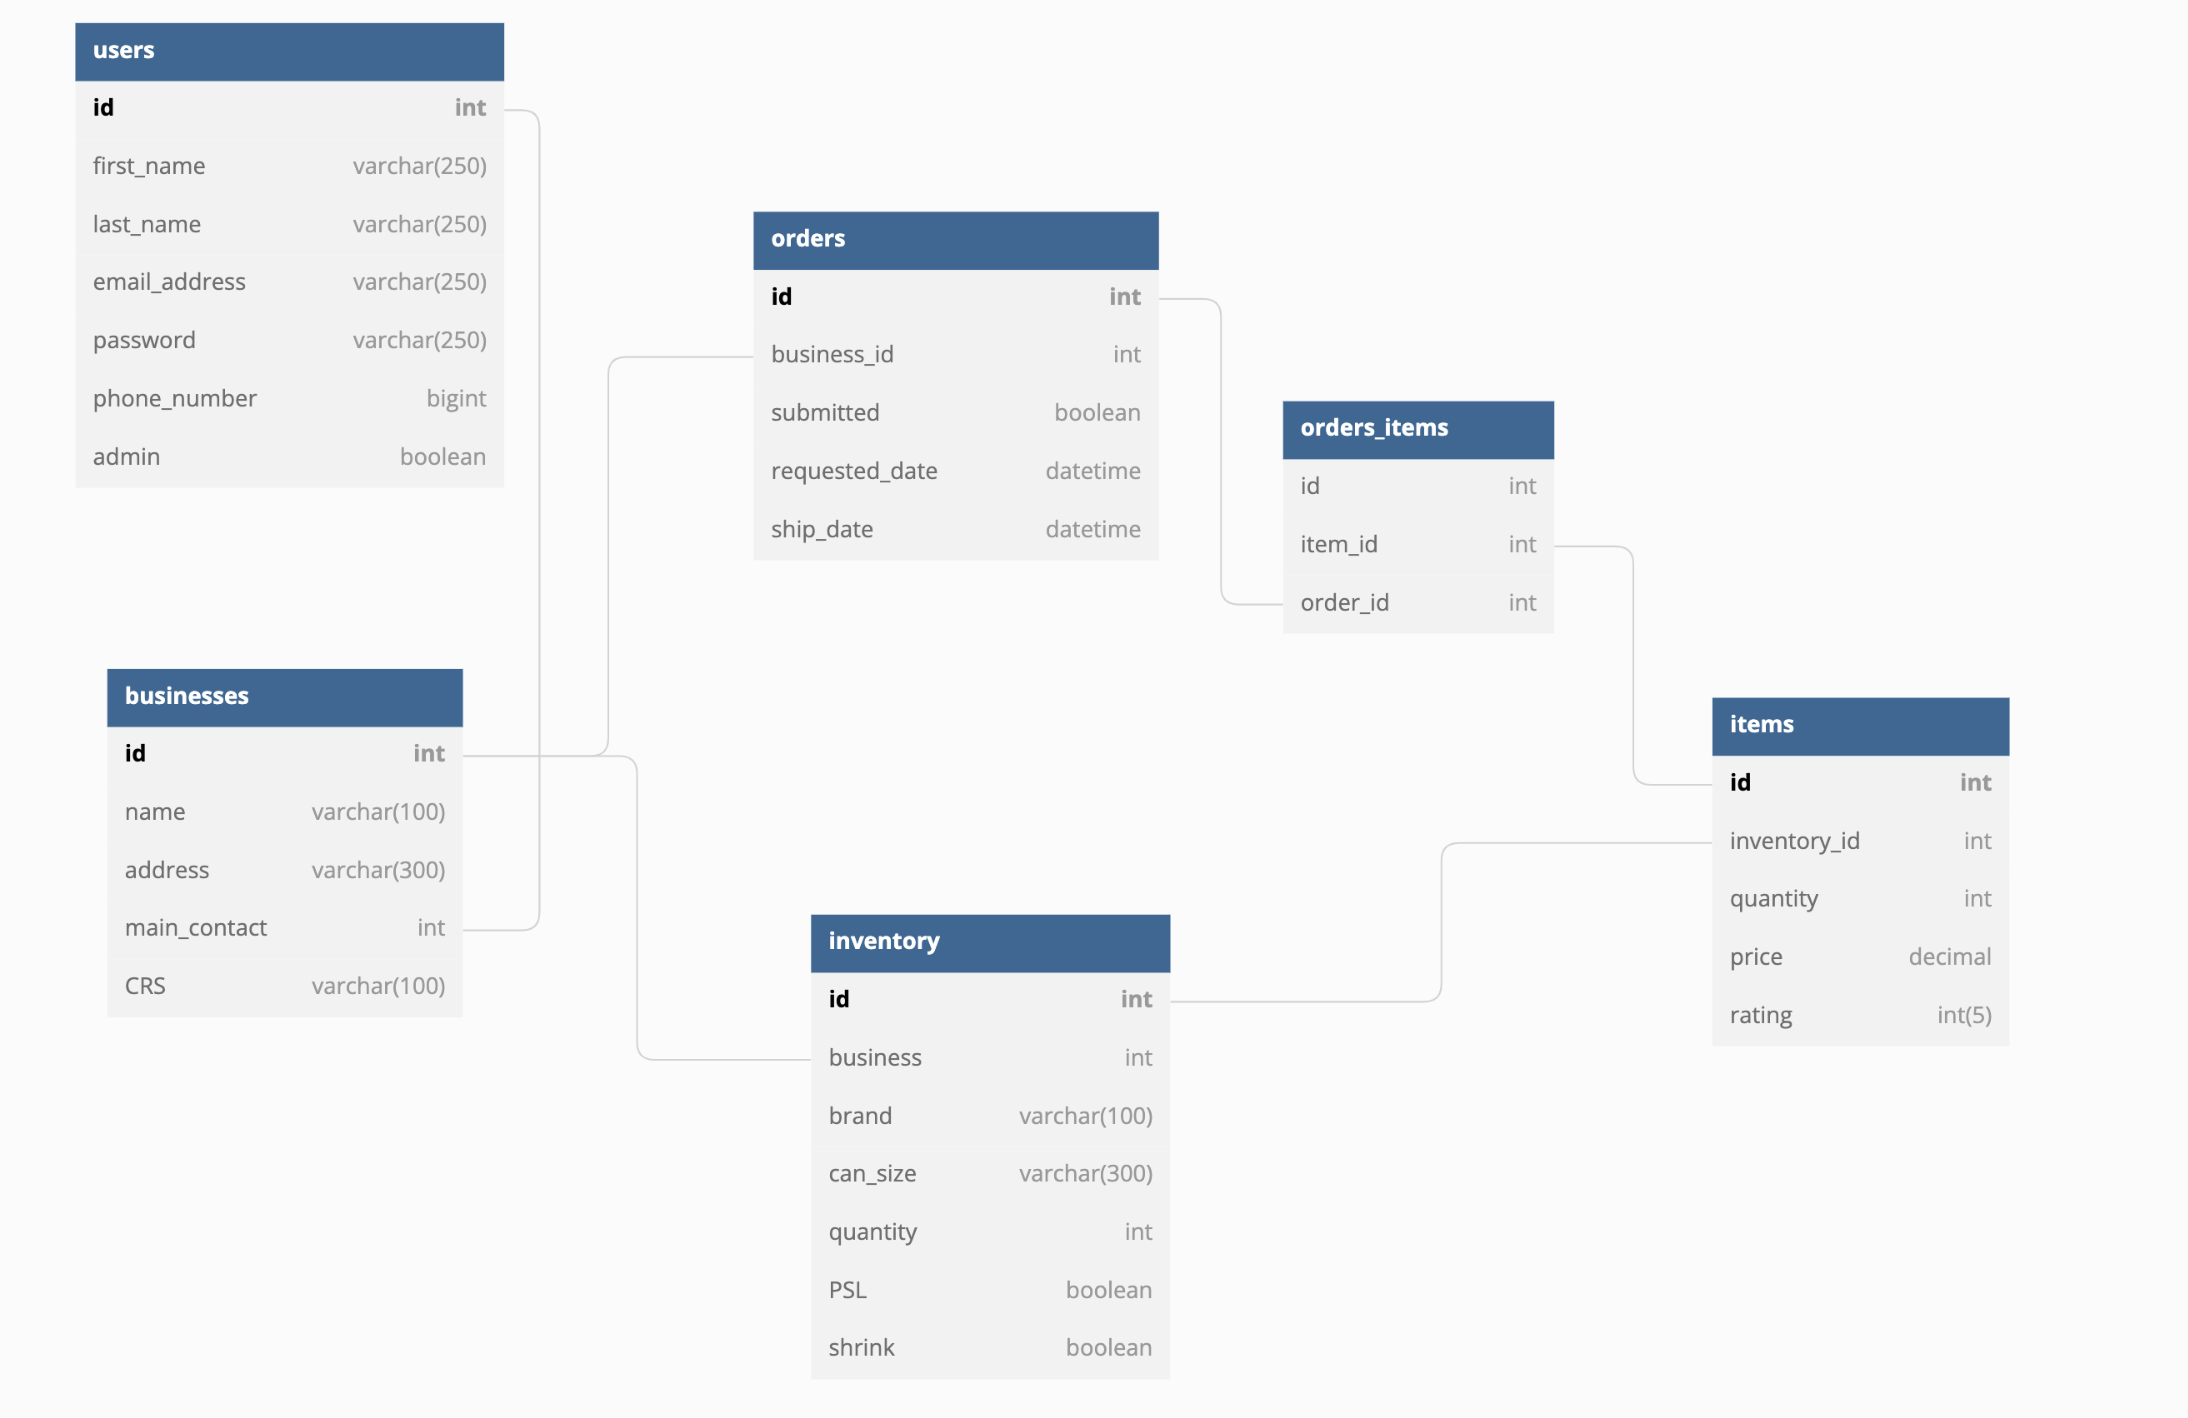 users
id int
first_name varchar(250)
last_name varchar(250)
email_address varchar(250)
password varchar(250)
phone_number bigint
admin boolean
orders
id int
business_id int
submitted boolean
requested_date datetime
ship_date datetime
orders_items
id int
item_id int
order_id int
businesses
id int
name varchar(100)
address varchar(300)
main_contact int
CRS varchar(100)
items
id int
inventory_id int
quantity int
price decimal
rating int(5)
inventory
id int
business int
brand varchar(100)
can_size varchar(300)
quantity int
PSL boolean
shrink boolean